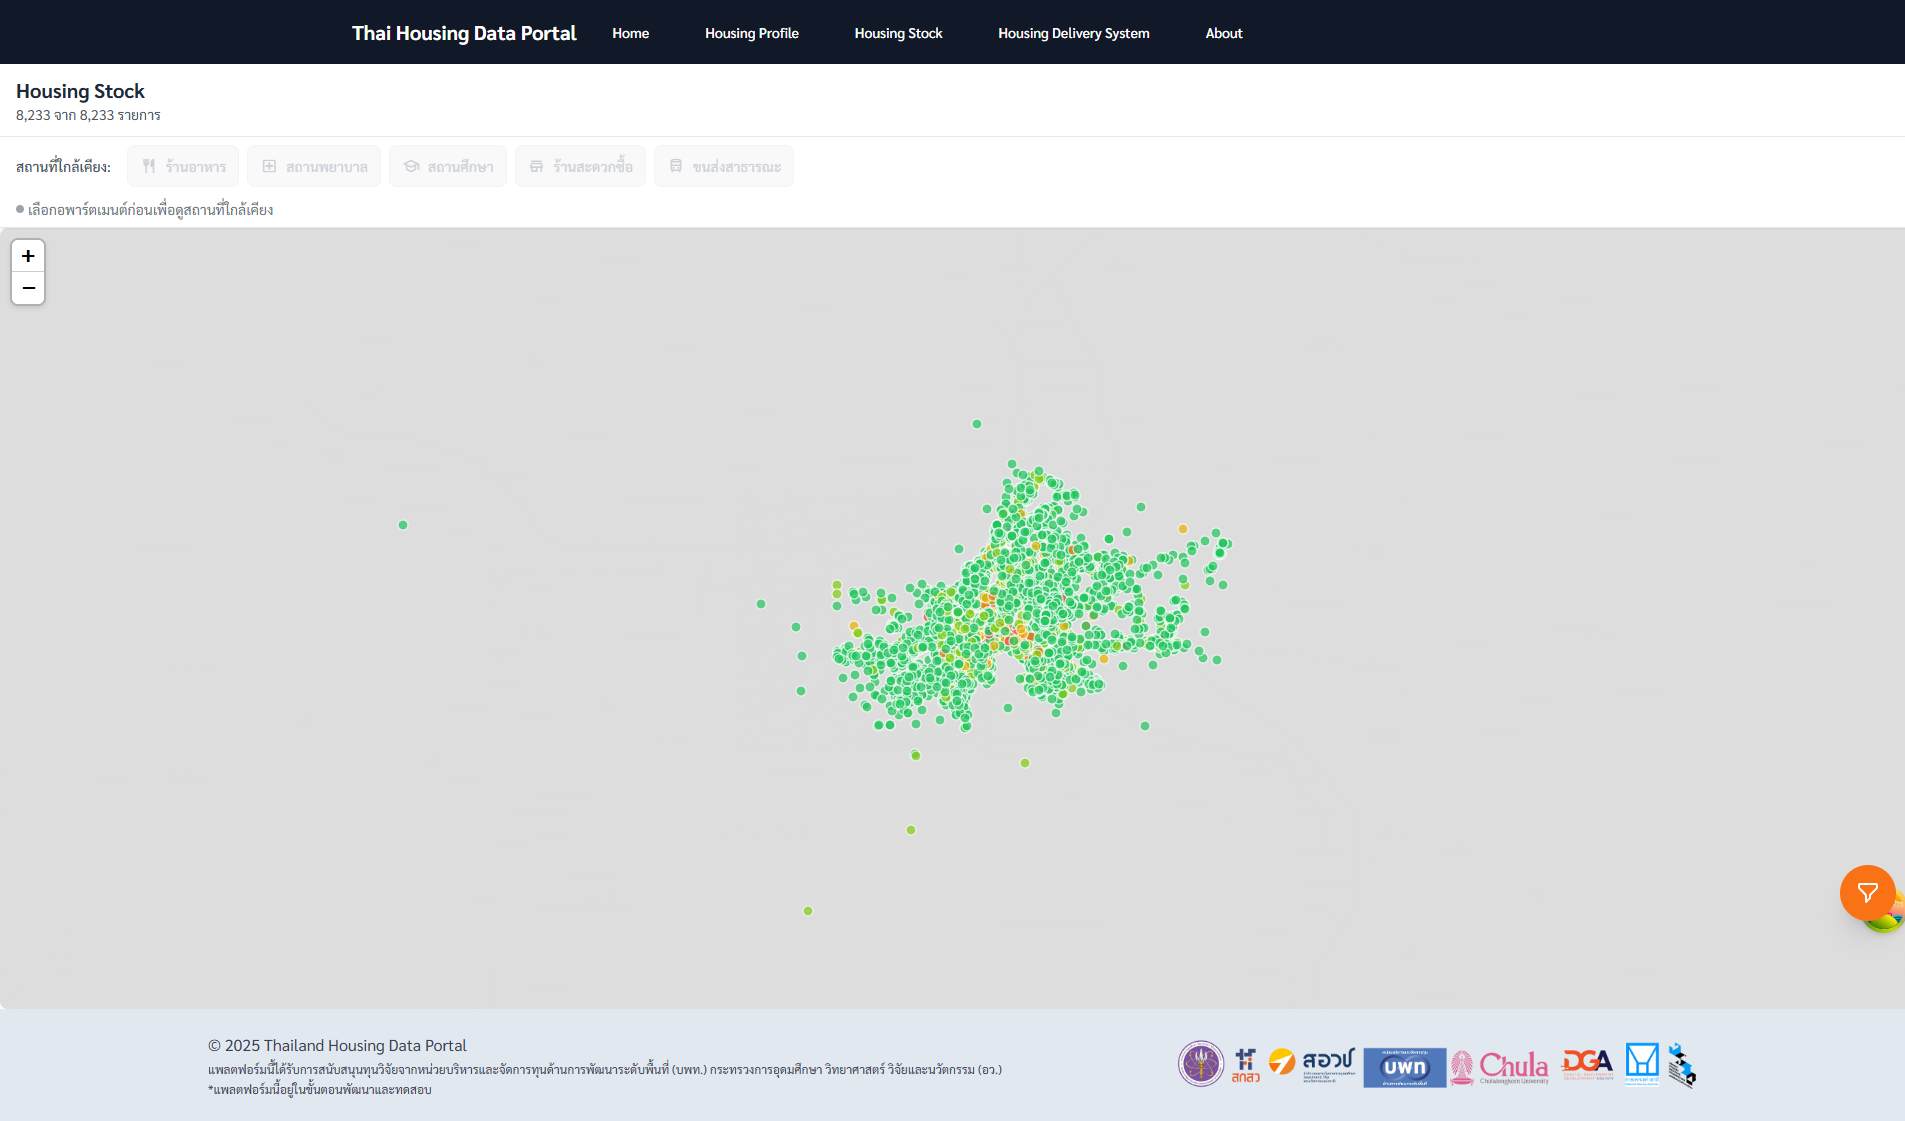 Thai Housing Data Portal
Home
Housing Profile
Housing Stock
Housing Delivery System
About
Housing Stock
8,233 จาก 8,233 รายการ
สถานที่ใกล้เคียง:
ร้านอาหาร
สถานพยาบาล
สถานศึกษา
ร้านสะดวกซื้อ
ขนส่งสาธารณะ
เลือกอพาร์ตเมนต์ก่อนเพื่อดูสถานที่ใกล้เคียง
+
−
© 2025 Thailand Housing Data Portal
แพลตฟอร์มนี้ได้รับการสนับสนุนทุนวิจัยจากหน่วยบริหารและจัดการทุนด้านการพัฒนาระดับพื้นที่ (บพท.) กระทรวงการอุดมศึกษา วิทยาศาสตร์ วิจัยและนวัตกรรม (อว.)
*แพลตฟอร์มนี้อยู่ในขั้นตอนพัฒนาและทดสอบ
สกสว
สอวช
บพท
Chula
Chulalongkorn University
DGA